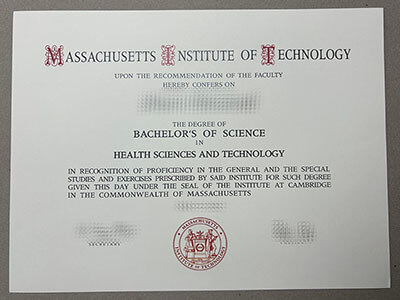 MASSACHUSETTS INSTITUTE OF TECHNOLOGY
UPON THE RECOMMENDATION OF THE FACULTY
HEREBY CONFERS ON
THE DEGREE OF
BACHELOR'S OF SCIENCE
IN
HEALTH SCIENCES AND TECHNOLOGY
IN RECOGNITION OF PROFICIENCY IN THE GENERAL AND THE SPECIAL
STUDIES AND EXERCISES PRESCRIBED BY SAID INSTITUTE FOR SUCH DEGREE
GIVEN THIS DAY UNDER THE SEAL OF THE INSTITUTE AT CAMBRIDGE
IN THE COMMONWEALTH OF MASSACHUSETTS
MASSACHUSETTS
INSTITUTE OF TECHNOLOGY